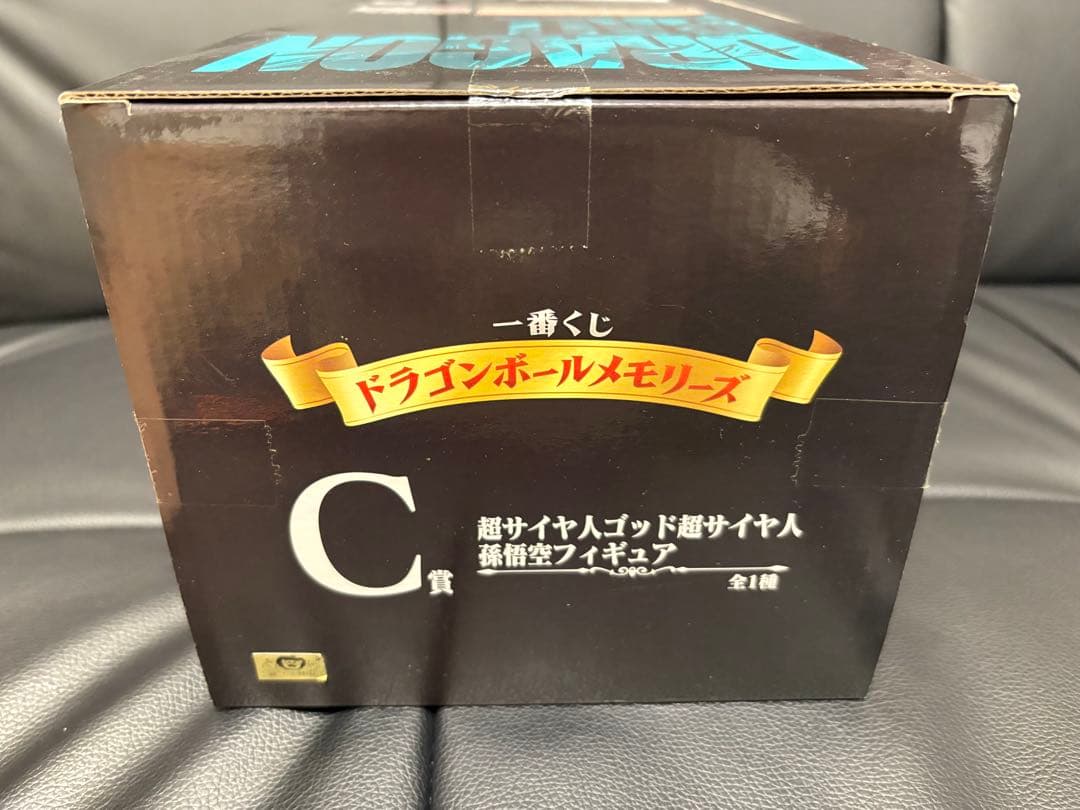 DRAGON
一番くじ
ドラゴンボールメモリーズ
C賞
超サイヤ人ゴッド超サイヤ人
孫悟空フィギュア
全1種